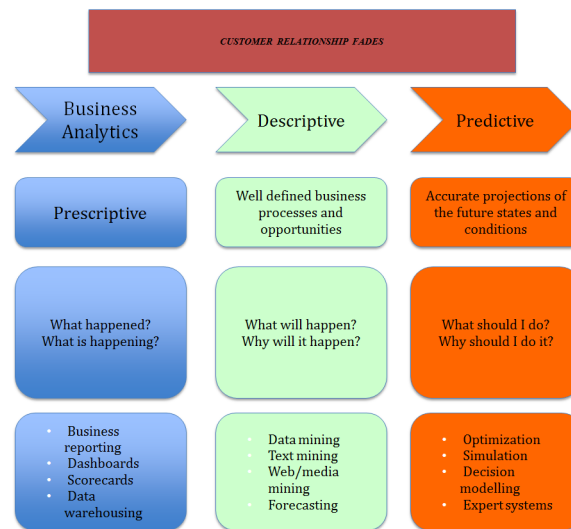 CUSTOMER RELATIONSHIP FADES
Business
Analytics
Descriptive
Predictive
Prescriptive
Well defined business
processes and
opportunities
Accurate projections of
the future states and
conditions
What happened?
What is happening?
What will happen?
Why will it happen?
What should I do?
Why should I do it?
• Business
reporting
• Dashboards
• Scorecards
• Data
warehousing
• Data mining
• Text mining
• Web/media
mining
• Forecasting
• Optimization
• Simulation
• Decision
modelling
• Expert systems